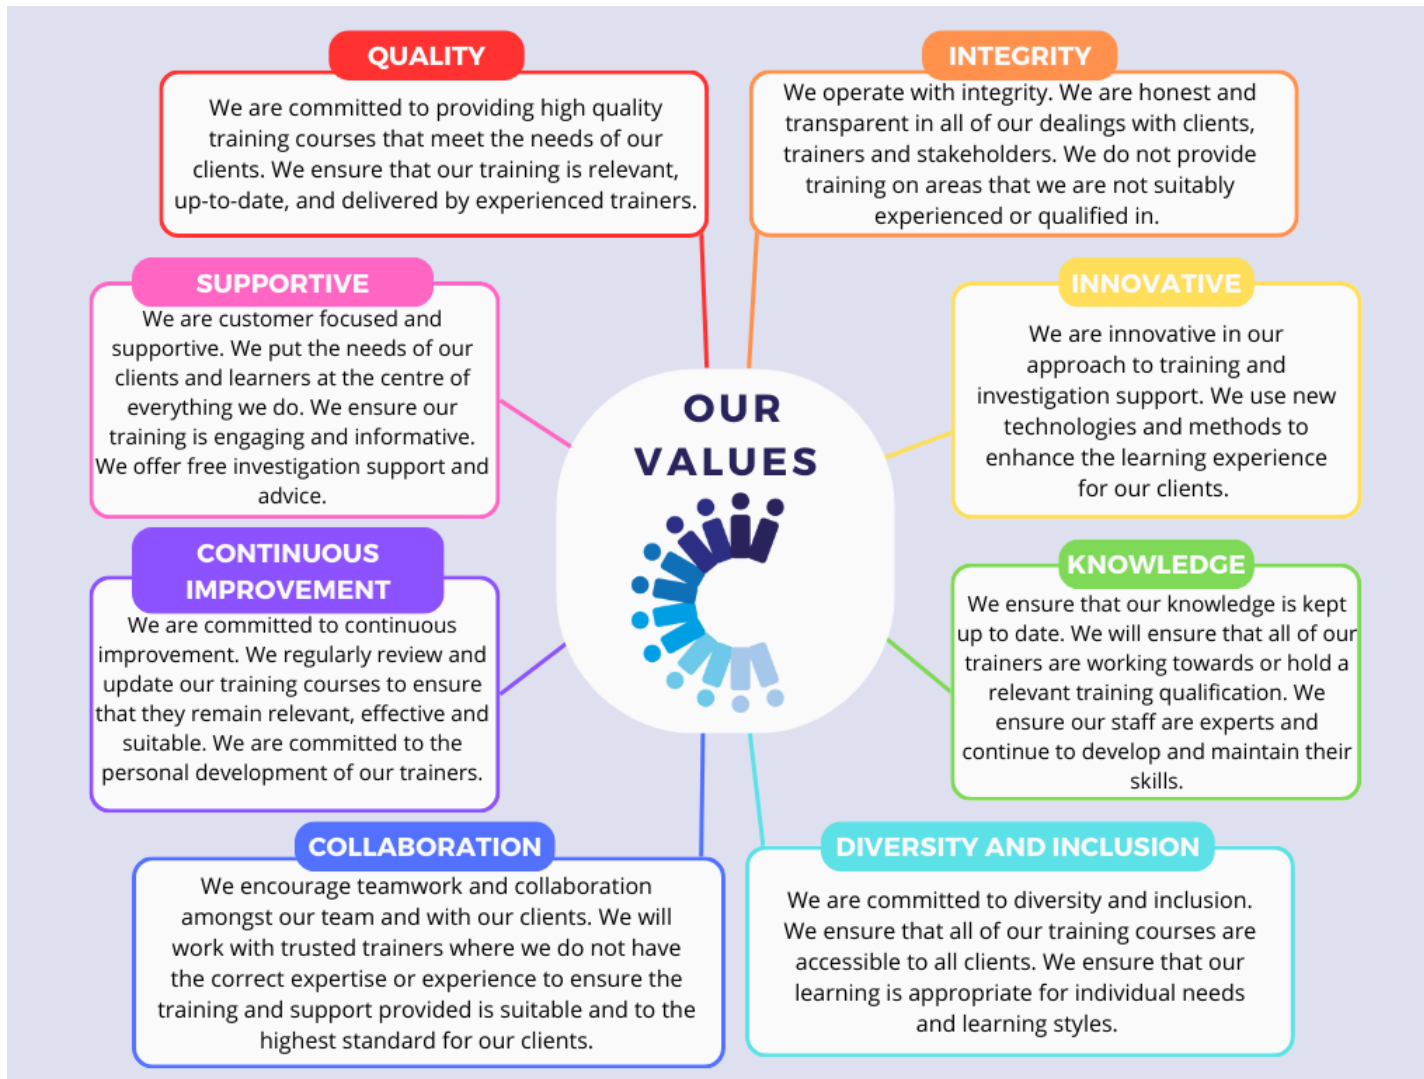 QUALITY
We are committed to providing high quality
training courses that meet the needs of our
clients. We ensure that our training is relevant,
up-to-date, and delivered by experienced trainers.
INTEGRITY
We operate with integrity. We are honest and
transparent in all of our dealings with clients,
trainers and stakeholders. We do not provide
training on areas that we are not suitably
experienced or qualified in.
SUPPORTIVE
We are customer focused and
supportive. We put the needs of our
clients and learners at the centre of
everything we do. We ensure our
training is engaging and informative.
We offer free investigation support and
advice.
INNOVATIVE
We are innovative in our
approach to training and
investigation support. We use new
technologies and methods to
enhance the learning experience
for our clients.
OUR
VALUES
CONTINUOUS
IMPROVEMENT
We are committed to continuous
improvement. We regularly review and
update our training courses to ensure
that they remain relevant, effective and
suitable. We are committed to the
personal development of our trainers.
KNOWLEDGE
We ensure that our knowledge is kept
up to date. We will ensure that all of our
trainers are working towards or hold a
relevant training qualification. We
ensure our staff are experts and
continue to develop and maintain their
skills.
COLLABORATION
We encourage teamwork and collaboration
amongst our team and with our clients. We will
work with trusted trainers where we do not have
the correct expertise or experience to ensure the
training and support provided is suitable and to the
highest standard for our clients.
DIVERSITY AND INCLUSION
We are committed to diversity and inclusion.
We ensure that all of our training courses are
accessible to all clients. We ensure that our
learning is appropriate for individual needs
and learning styles.